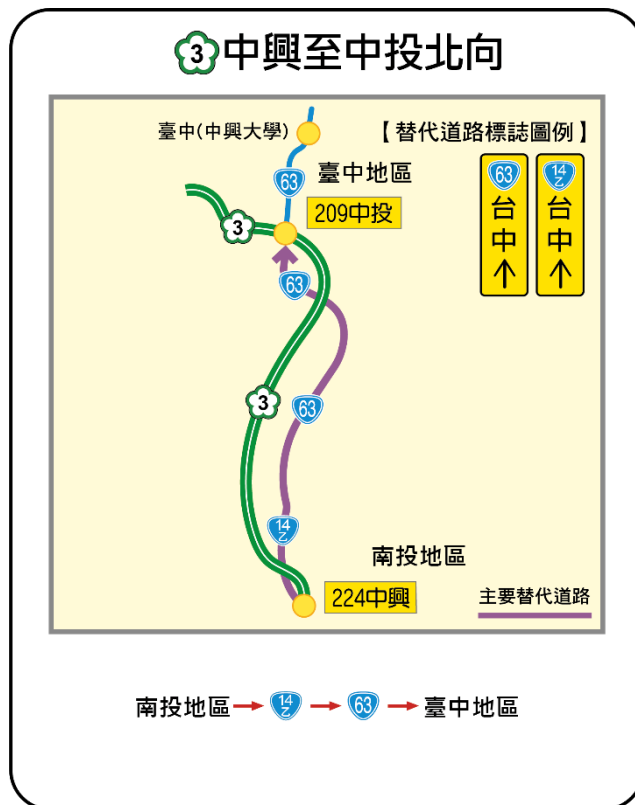 3中興至中投北向
臺中(中興大學)
【替代道路標誌圖例】
63
台中↑
14乙
台中↑
63
臺中地區
209中投
3
63
3
63
14乙
南投地區
224中興
主要替代道路
南投地區→14乙→63→臺中地區